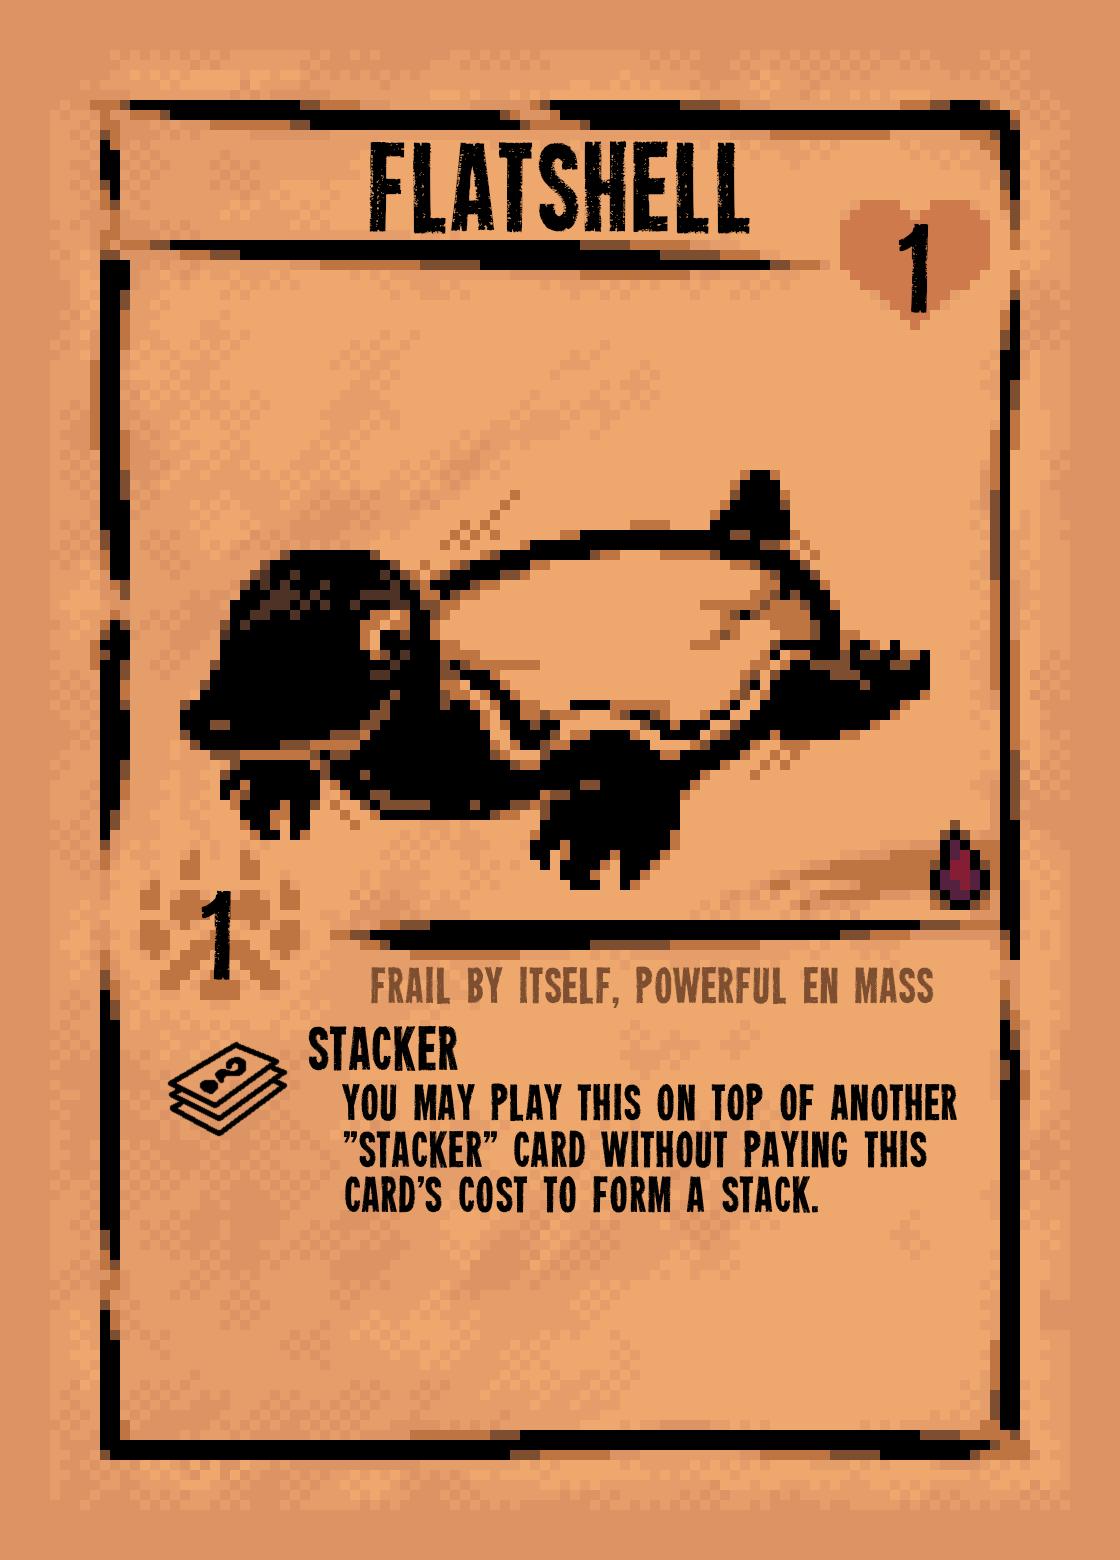 FLATSHELL
1
1
FRAIL BY ITSELF, POWERFUL EN MASS
STACKER
YOU MAY PLAY THIS ON TOP OF ANOTHER
"STACKER" CARD WITHOUT PAYING THIS
CARD'S COST TO FORM A STACK.